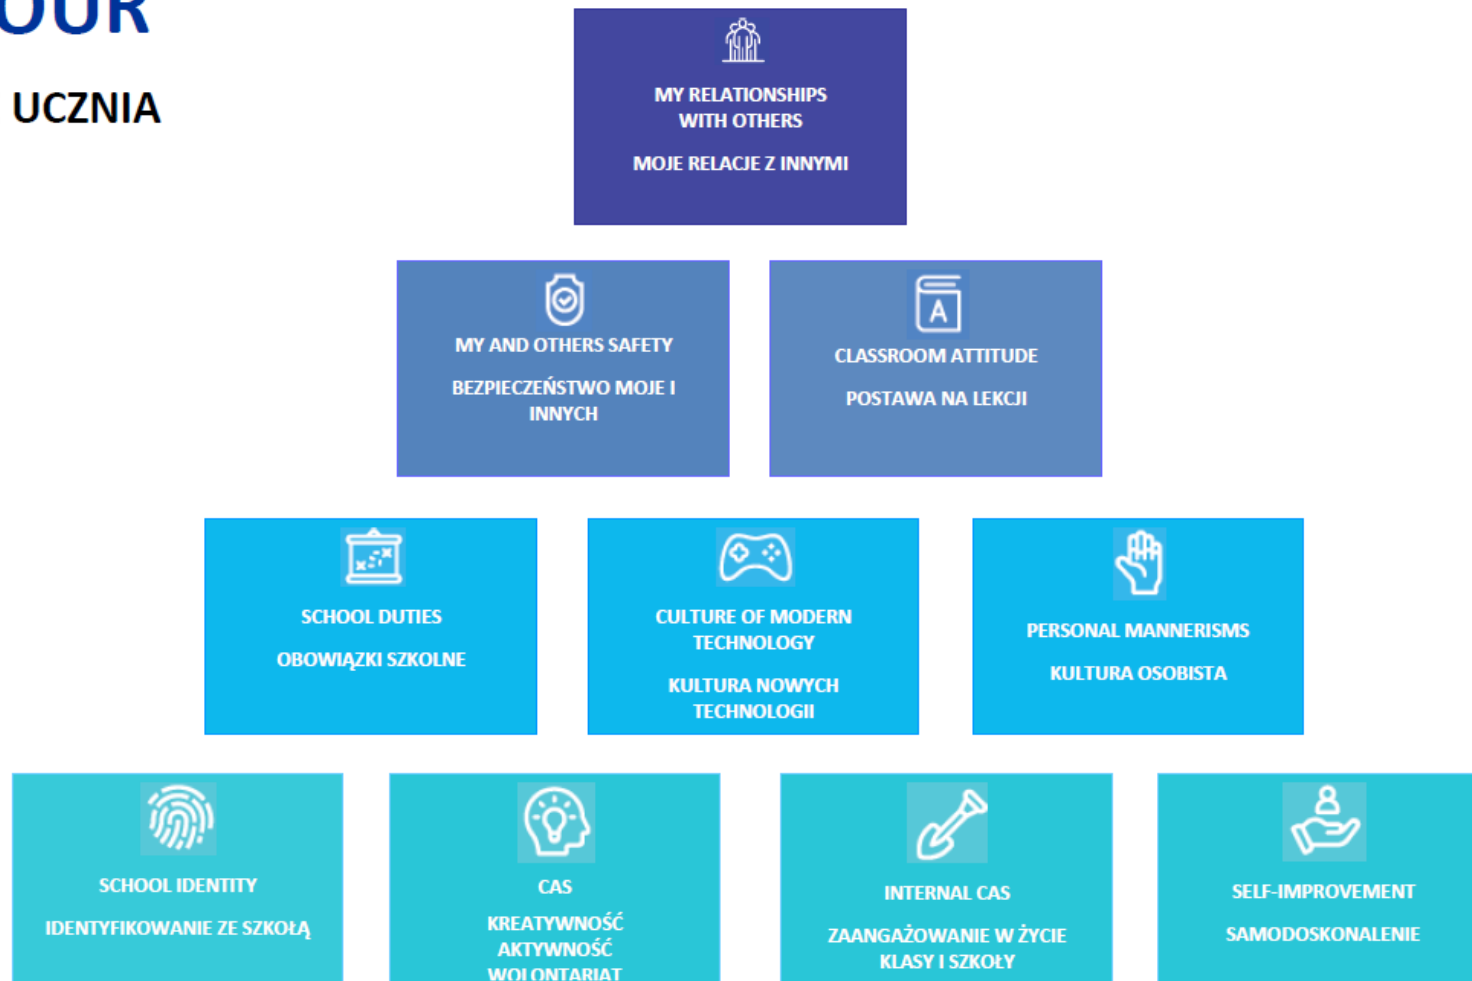 OUR
UCZNIA
MY RELATIONSHIPS
WITH OTHERS
MOJE RELACJE Z INNYMI
MY AND OTHERS SAFETY
BEZPIECZEŃSTWO MOJE I
INNYCH
A
CLASSROOM ATTITUDE
POSTAWA NA LEKCJI
SCHOOL DUTIES
OBOWIĄZKI SZKOLNE
CULTURE OF MODERN
TECHNOLOGY
KULTURA NOWYCH
TECHNOLOGII
PERSONAL MANNERISMS
KULTURA OSOBISTA
SCHOOL IDENTITY
IDENTYFIKOWANIE ZE SZKOŁĄ
CAS
KREATYWNOŚĆ
AKTYWNOŚĆ
WOLONTARIAT
INTERNAL CAS
ZAANGAŻOWANIE W ŻYCIE
KLASY I SZKOŁY
SELF-IMPROVEMENT
SAMODOSKONALENIE